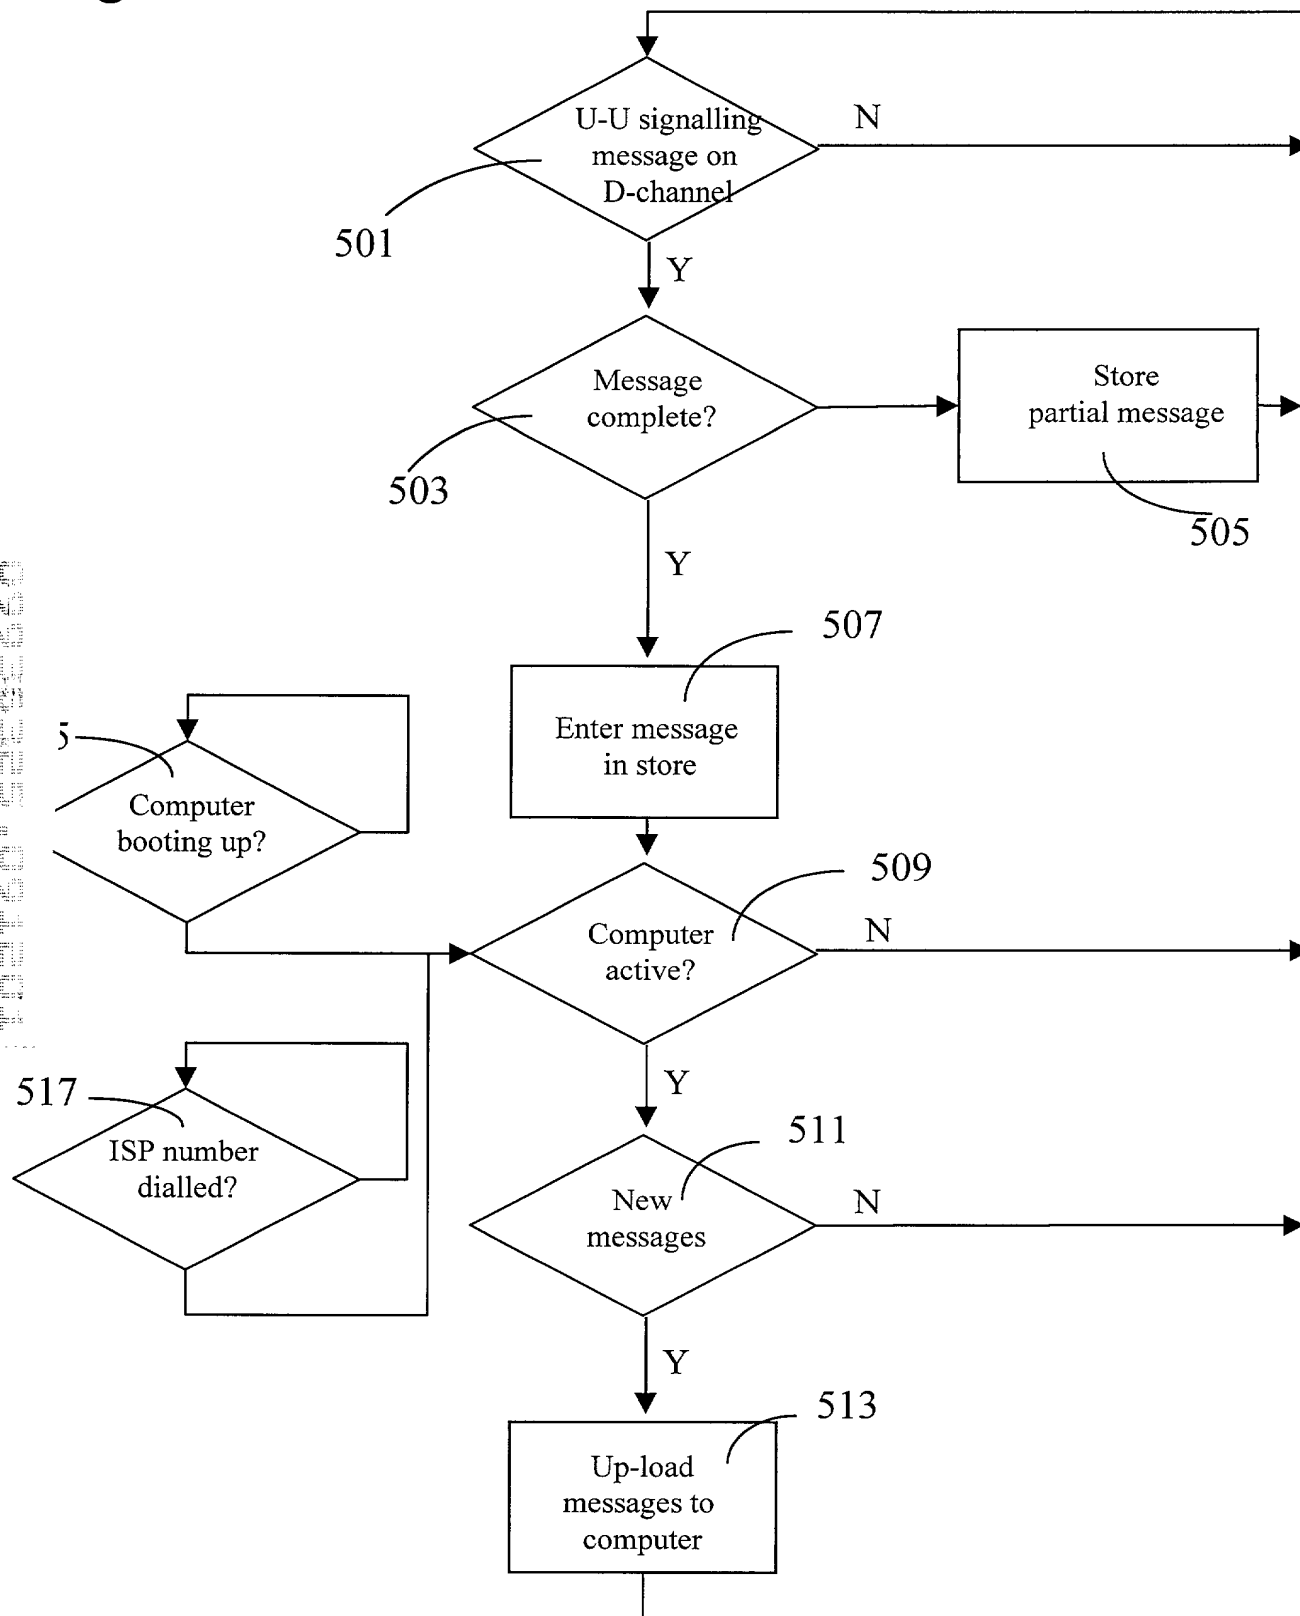 U-U signalling
message on
D-channel
N
501
Y
Message
complete?
Store
partial message
503
505
Y
507
Enter message
in store
5
Computer
booting up?
509
Computer
active?
N
Y
517
ISP number
dialled?
511
New
messages
N
Y
513
Up-load
messages to
computer